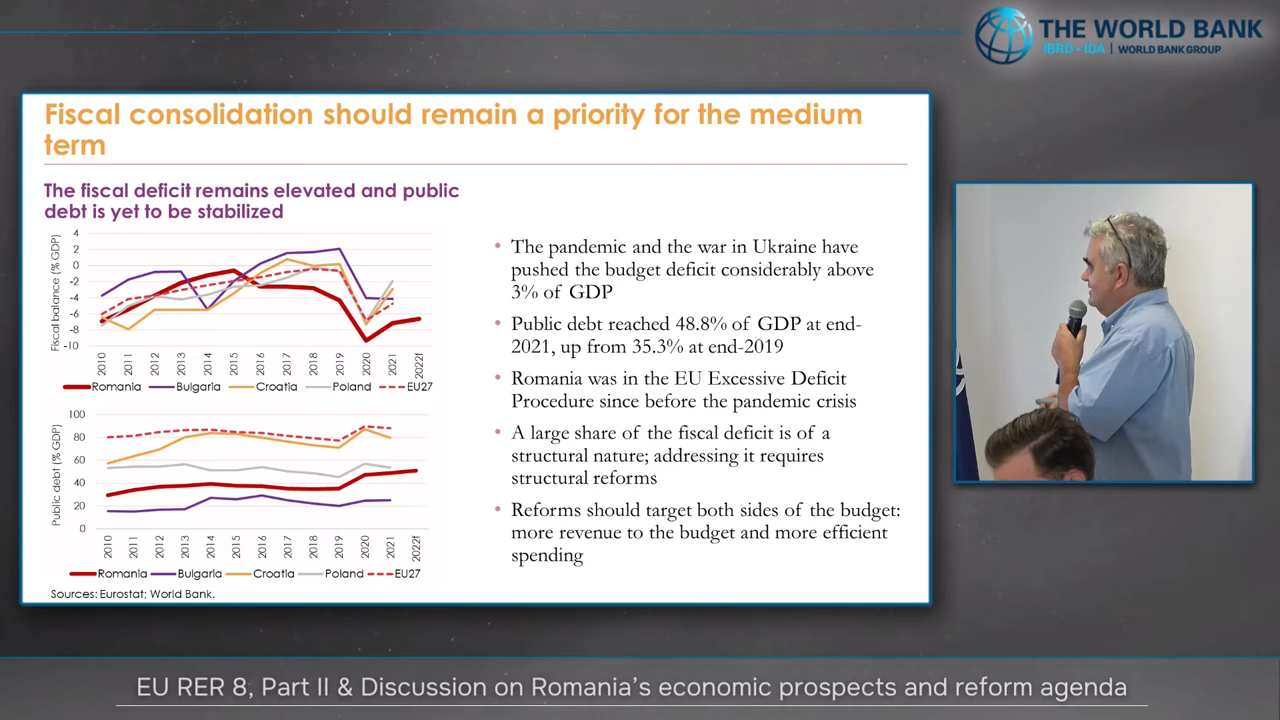 THE WORLD BANK
IBRD • IDA | WORLD BANK GROUP
Fiscal consolidation should remain a priority for the medium
term
The fiscal deficit remains elevated and public
debt is yet to be stabilized
Fiscal balance (% GDP)
4
2
0
-2
-4
-6
-8
-10
2010 2011 2012 2013 2014 2015 2016 2017 2018 2019 2020 2021 2022f
Romania Bulgaria Croatia Poland EU27
Public debt (% GDP)
100
80
60
40
20
0
2010 2011 2012 2013 2014 2015 2016 2017 2018 2019 2020 2021 2022f
Romania Bulgaria Croatia Poland EU27
Sources: Eurostat; World Bank.
• The pandemic and the war in Ukraine have
pushed the budget deficit considerably above
3% of GDP
• Public debt reached 48.8% of GDP at end-
2021, up from 35.3% at end-2019
• Romania was in the EU Excessive Deficit
Procedure since before the pandemic crisis
• A large share of the fiscal deficit is of a
structural nature; addressing it requires
structural reforms
• Reforms should target both sides of the budget:
more revenue to the budget and more efficient
spending
EU RER 8, Part II & Discussion on Romania's economic prospects and reform agenda